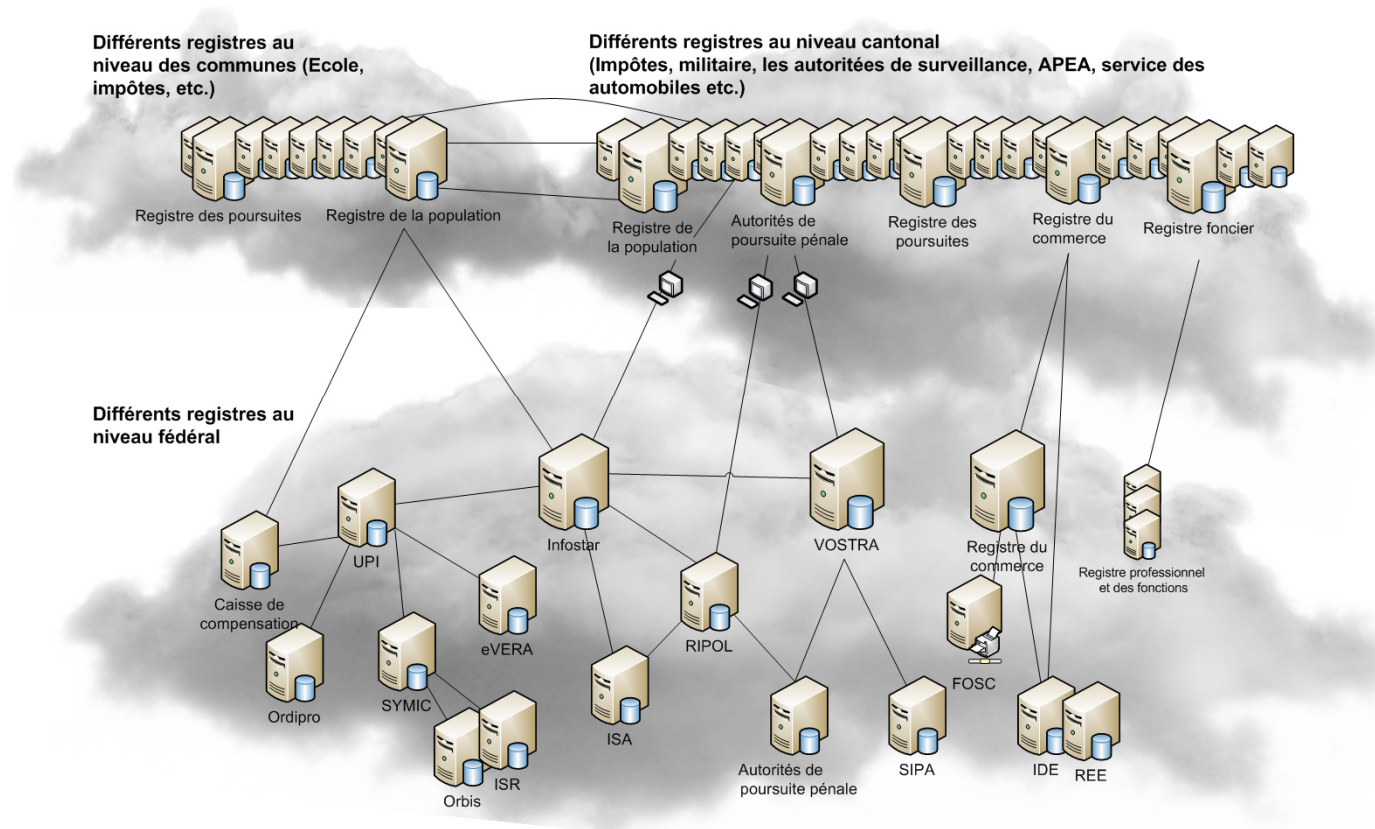 Différents registres au
niveau des communes (Ecole,
impôtes, etc.)
Différents registres au niveau cantonal
(Impôtes, militaire, les autoritées de surveillance, APEA, service des
automobiles etc.)
Registre des poursuites
Registre de la population
Registre de
la population
Autorités de
poursuite pénale
Registre des
poursuites
Registre du
commerce
Registre foncier
Différents registres au
niveau fédéral
Caisse de
compensation
UPI
Infostar
VOSTRA
Registre du
commerce
Registre professionnel
et des fonctions
Ordipro
SYMIC
eVERA
RIPOL
FOSC
Orbis
ISR
ISA
Autorités de
poursuite pénale
SIPA
IDE
REE